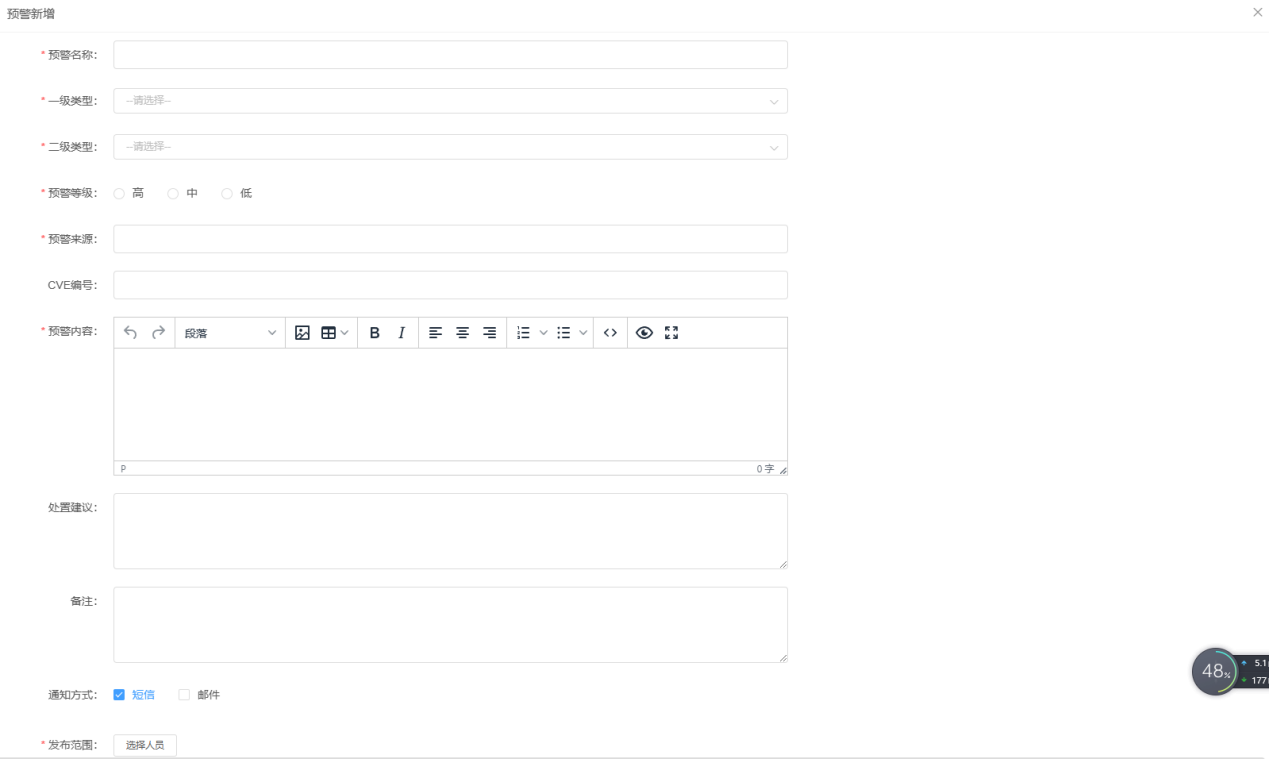 预警新增
* 预警名称：
* 一级类型： --请选择--
* 二级类型： --请选择--
* 预警等级： 高 中 低
* 预警来源：
CVE编号：
* 预警内容： 段落 B I
P 0 字
处置建议：
备注：
通知方式： 短信 邮件
48% 5.1
177
* 发布范围： 选择人员